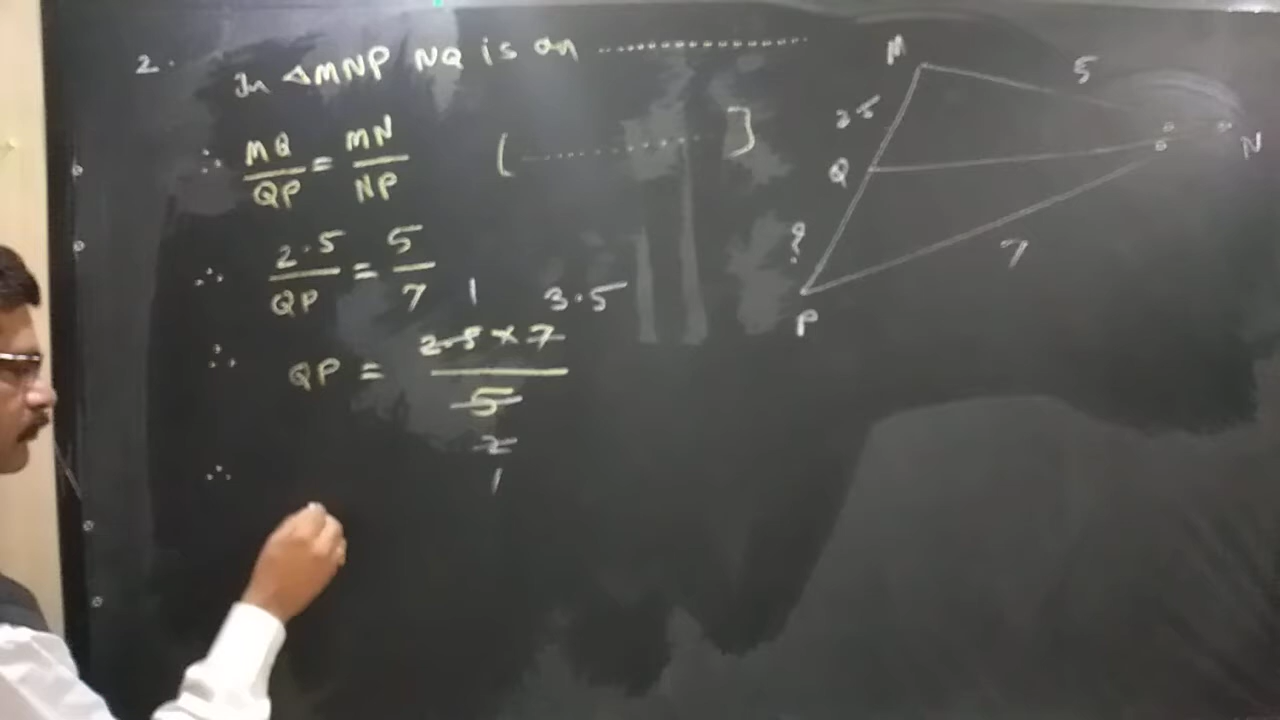 2. In △MNP NQ is an ....................
∴ MQ/QP = MN/NP [....................]
∴ 2.5/QP = 5/7
1 3.5
∴ QP = 2.5 × 7 / 5
2
∴ 1
M
5
2.5
N
Q
?
7
P